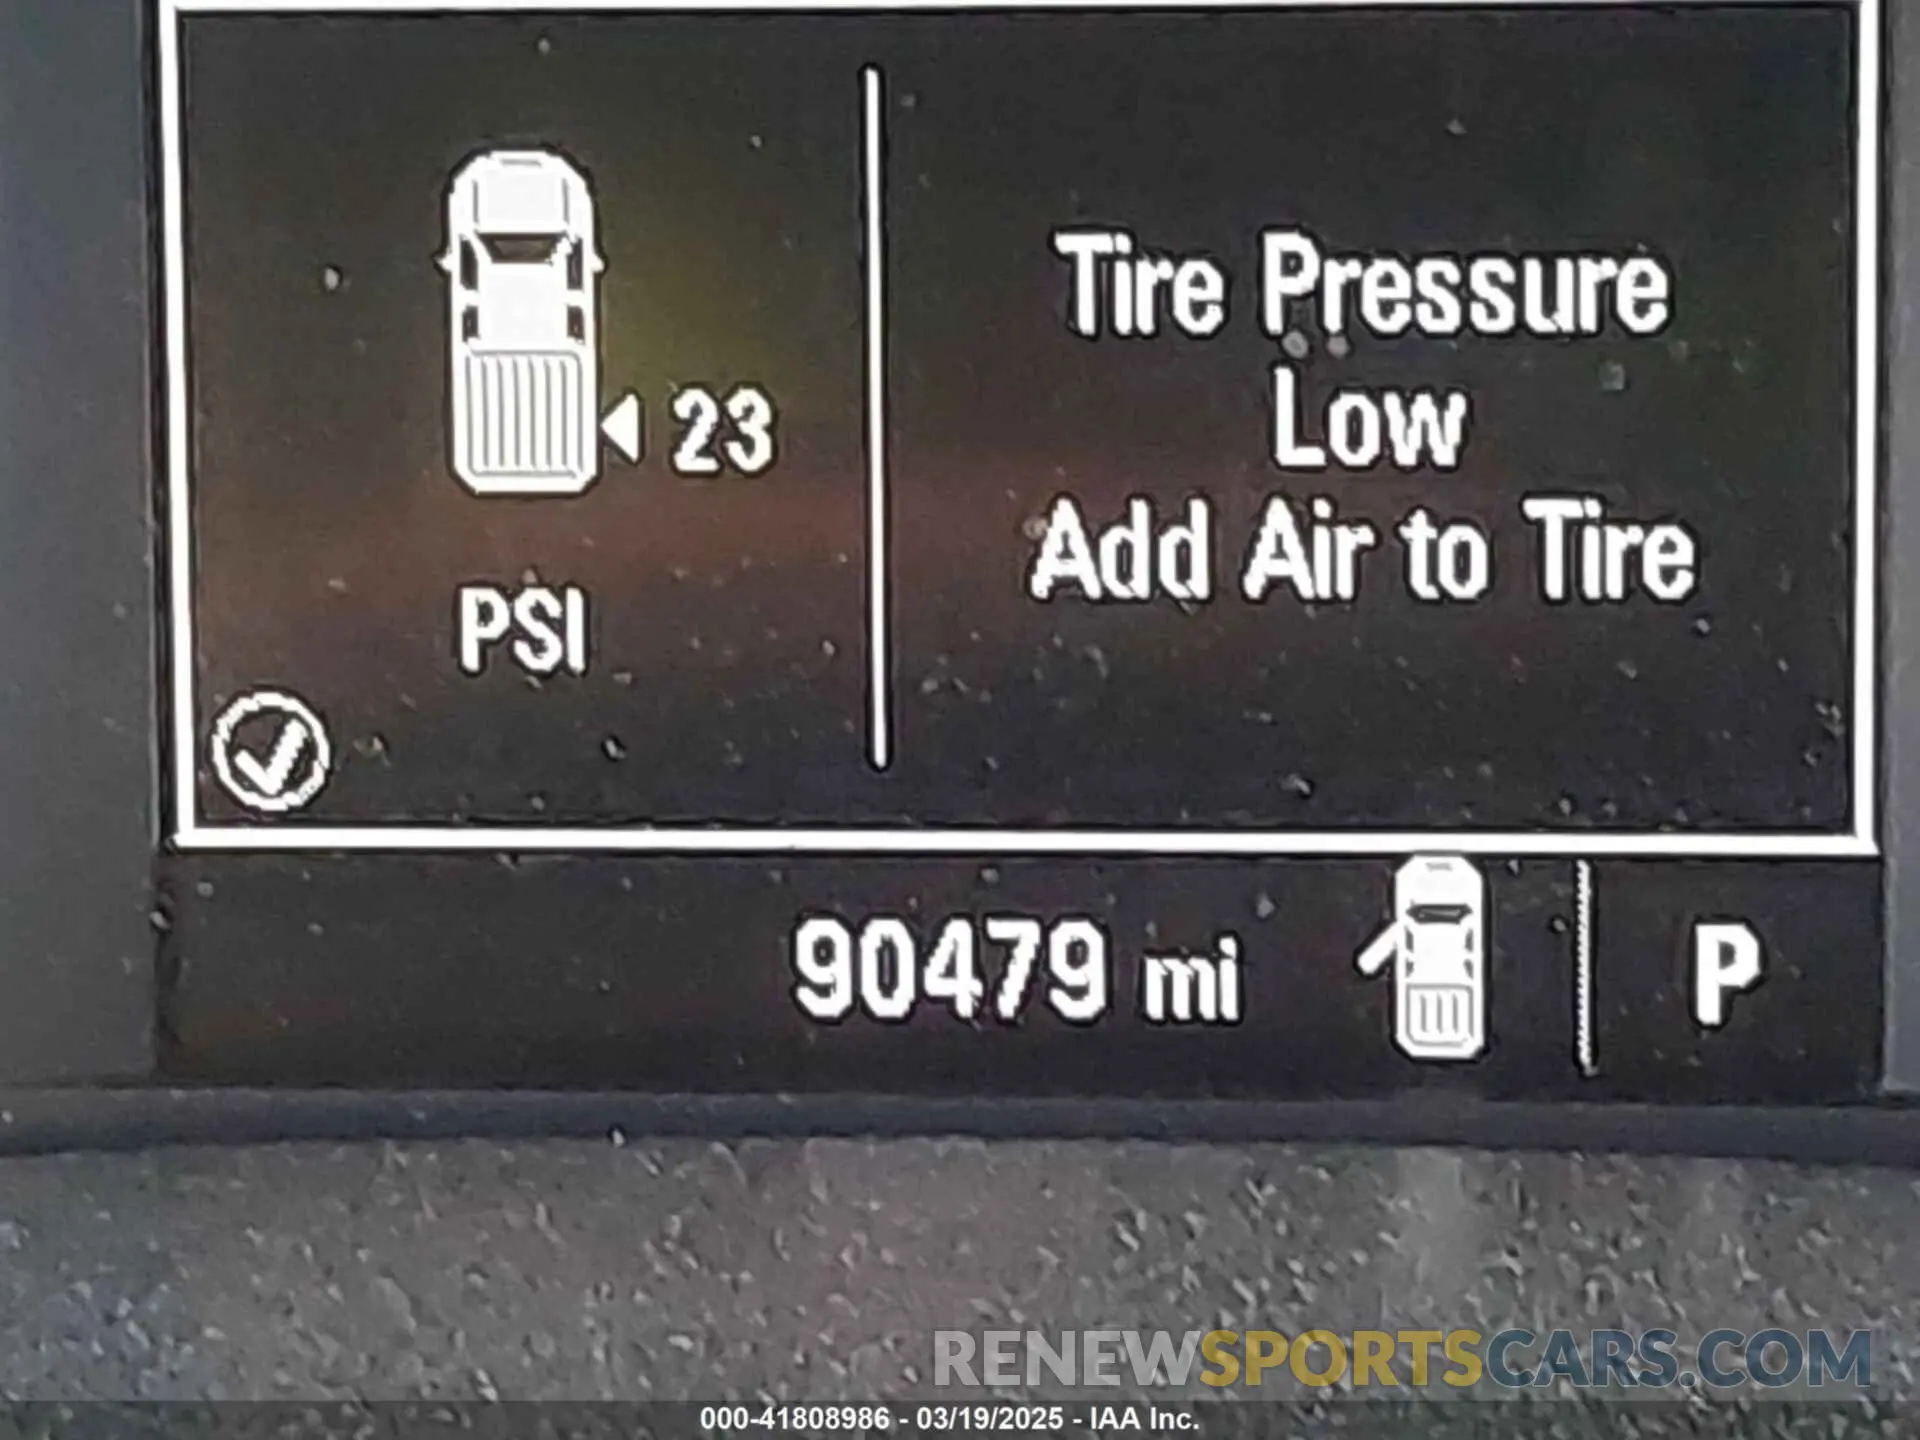 Tire Pressure
Low
Add Air to Tire
23
PSI
90479 mi
P
RENEWSPORTSCARS.COM
000-41808986 - 03/19/2025 - IAA Inc.